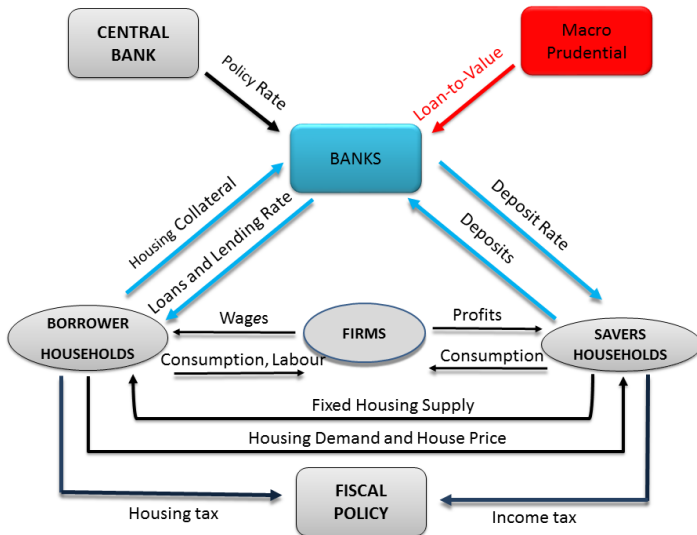 CENTRAL
BANK
Macro
Prudential
Policy Rate
Loan-to-Value
BANKS
Housing Collateral
Loans and Lending Rate
Deposits
Deposit Rate
BORROWER
HOUSEHOLDS
Wages
FIRMS
Profits
SAVERS
HOUSEHOLDS
Consumption, Labour
Consumption
Fixed Housing Supply
Housing Demand and House Price
FISCAL
POLICY
Housing tax
Income tax